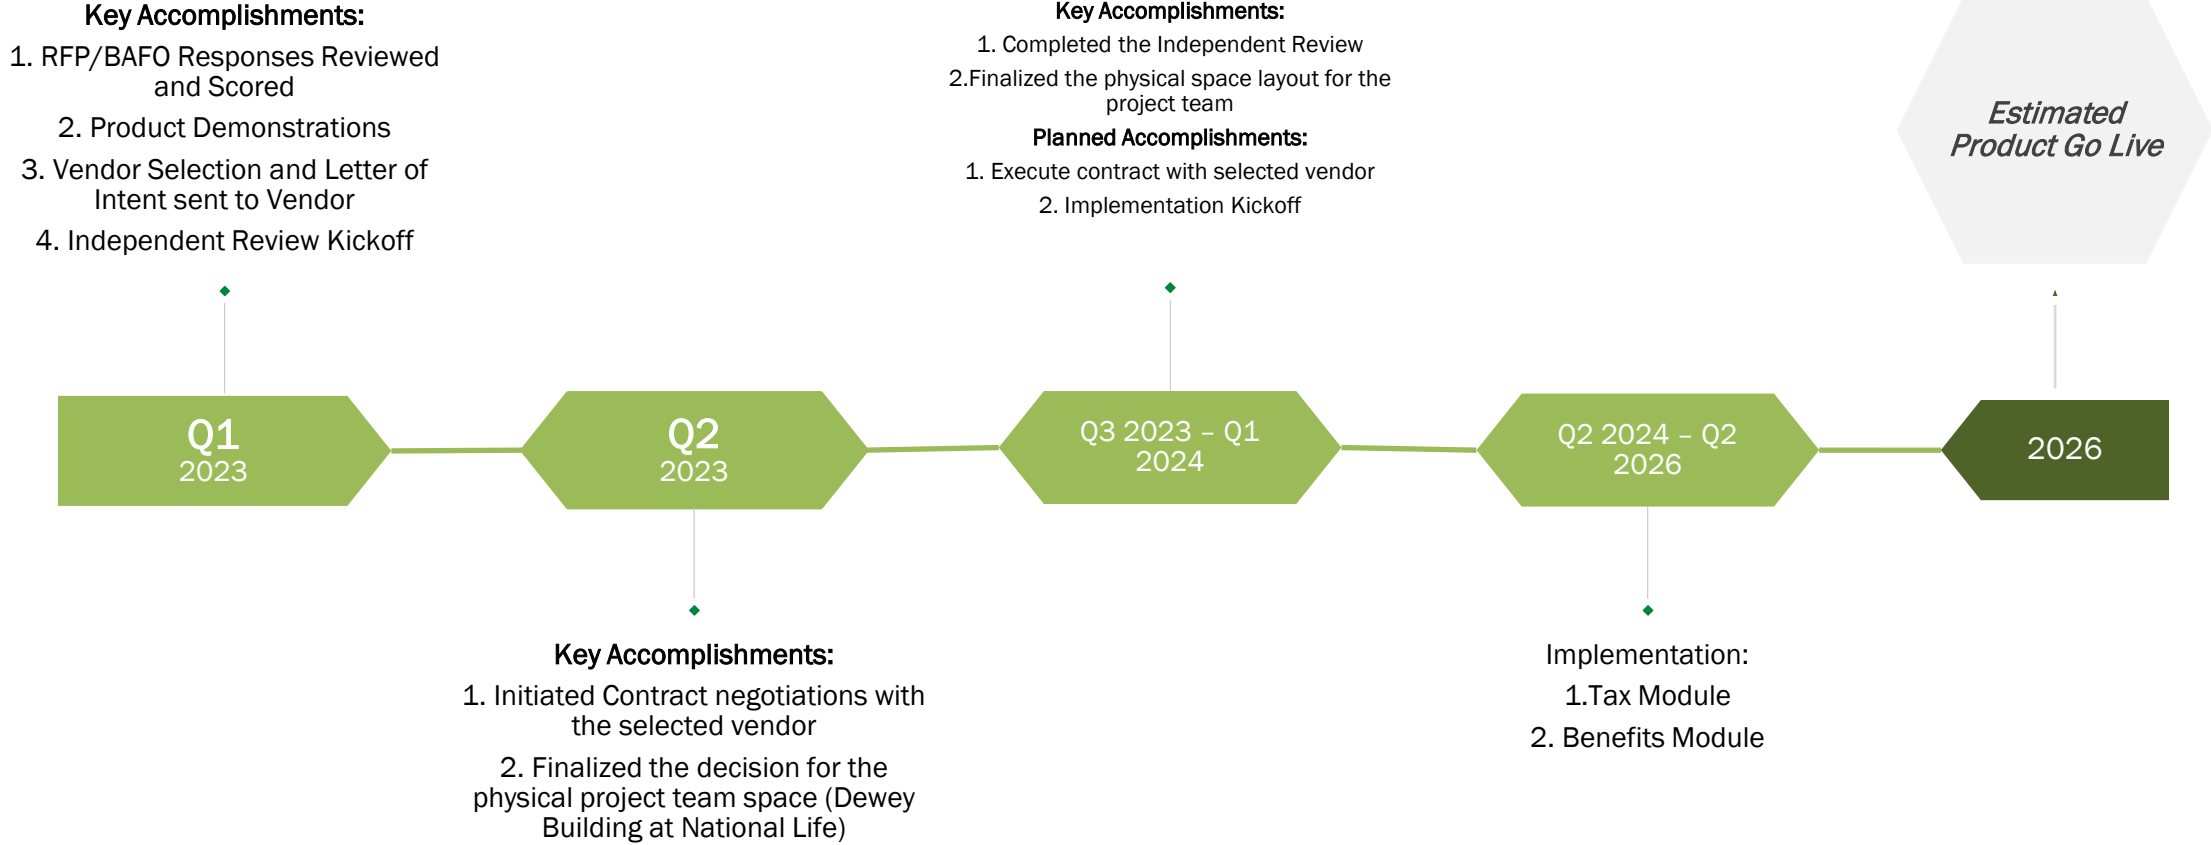 Key Accomplishments:
1. RFP/BAFO Responses Reviewed
and Scored
2. Product Demonstrations
3. Vendor Selection and Letter of
Intent sent to Vendor
4. Independent Review Kickoff
Key Accomplishments:
1. Completed the Independent Review
2.Finalized the physical space layout for the
project team
Planned Accomplishments:
1. Execute contract with selected vendor
2. Implementation Kickoff
Estimated
Product Go Live
Q1
2023
Q2
2023
Q3 2023 – Q1
2024
Q2 2024 – Q2
2026
2026
Key Accomplishments:
1. Initiated Contract negotiations with
the selected vendor
2. Finalized the decision for the
physical project team space (Dewey
Building at National Life)
Implementation:
1.Tax Module
2. Benefits Module